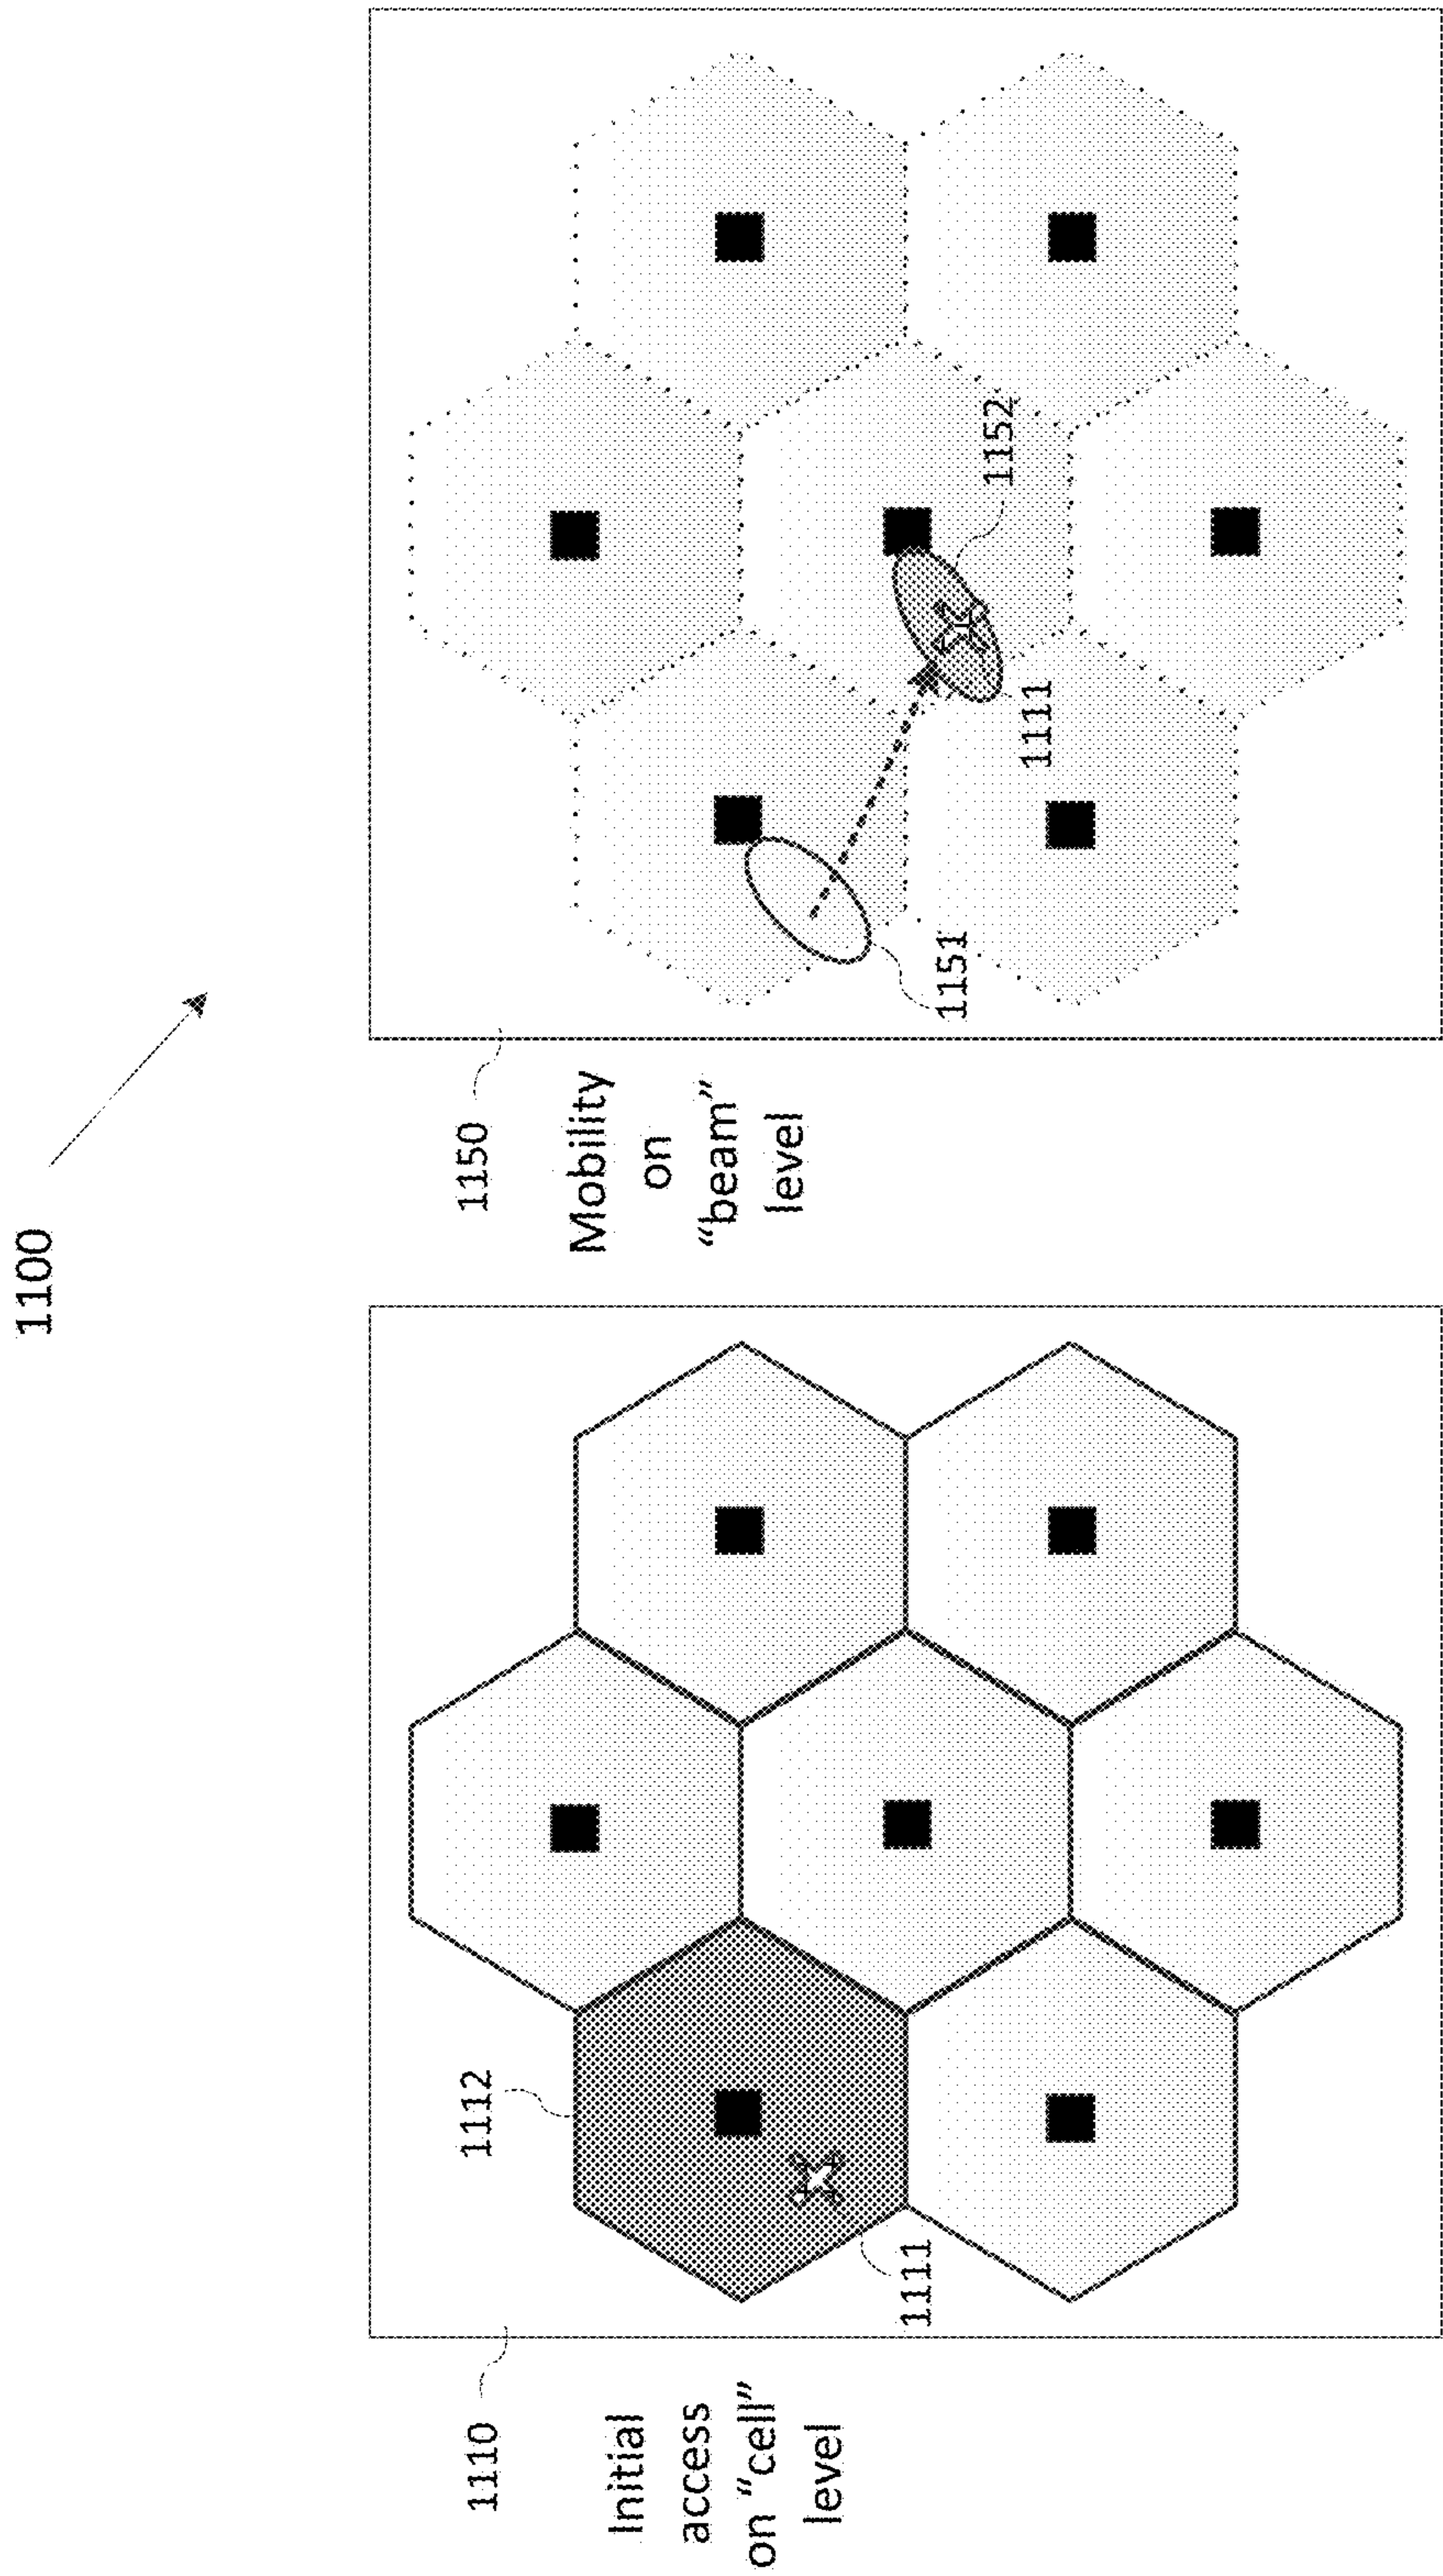 1100
1110
Initial
access
on “cell”
level
1112
1111
1150
Mobility
on
“beam”
level
1151
1111
1152